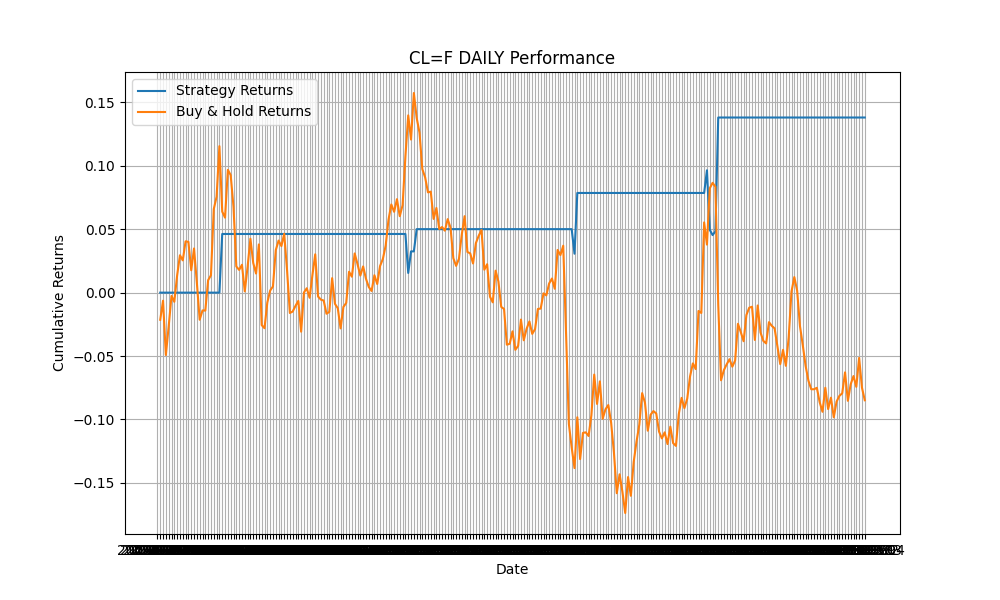 CL=F DAILY Performance
Strategy Returns
Buy & Hold Returns
0.15
0.10
0.05
0.00
−0.05
−0.10
−0.15
Cumulative Returns
Date